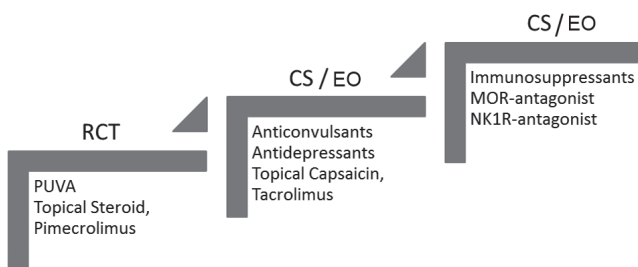 RCT
PUVA
Topical Steroid,
Pimecrolimus
CS / EO
Anticonvulsants
Antidepressants
Topical Capsaicin,
Tacrolimus
CS / EO
Immunosuppressants
MOR-antagonist
NK1R-antagonist